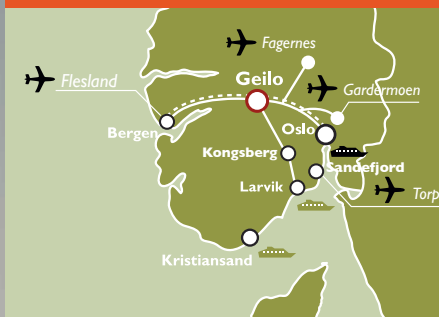 Fagernes
Flesland
Geilo
Gardermoen
Bergen
Oslo
Kongsberg
Sandefjord
Larvik
Torp
Kristiansand